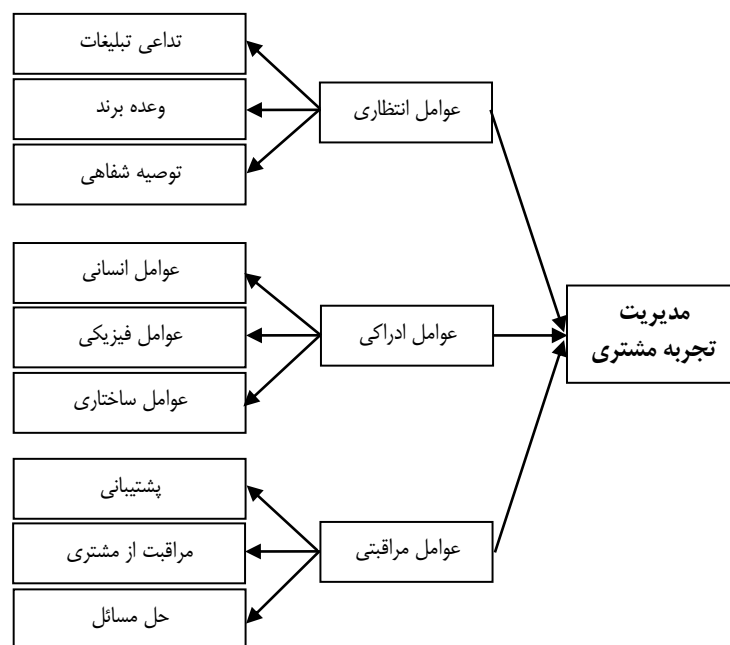 تداعی تبلیغات
وعده برند
توصیه شفاهی
عوامل انتظاری
عوامل انسانی
عوامل فیزیکی
عوامل ساختاری
عوامل ادراکی
مدیریت
تجربه مشتری
پشتیبانی
مراقبت از مشتری
حل مسائل
عوامل مراقبتی